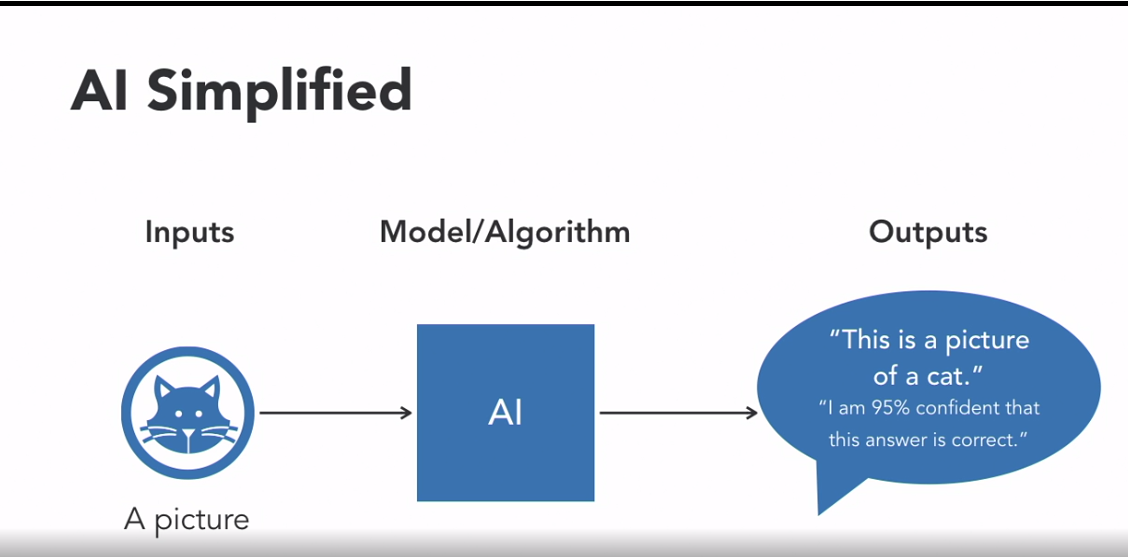 AI Simplified
Inputs
Model/Algorithm
Outputs
A picture
AI
“This is a picture
of a cat.”
“I am 95% confident that
this answer is correct.”